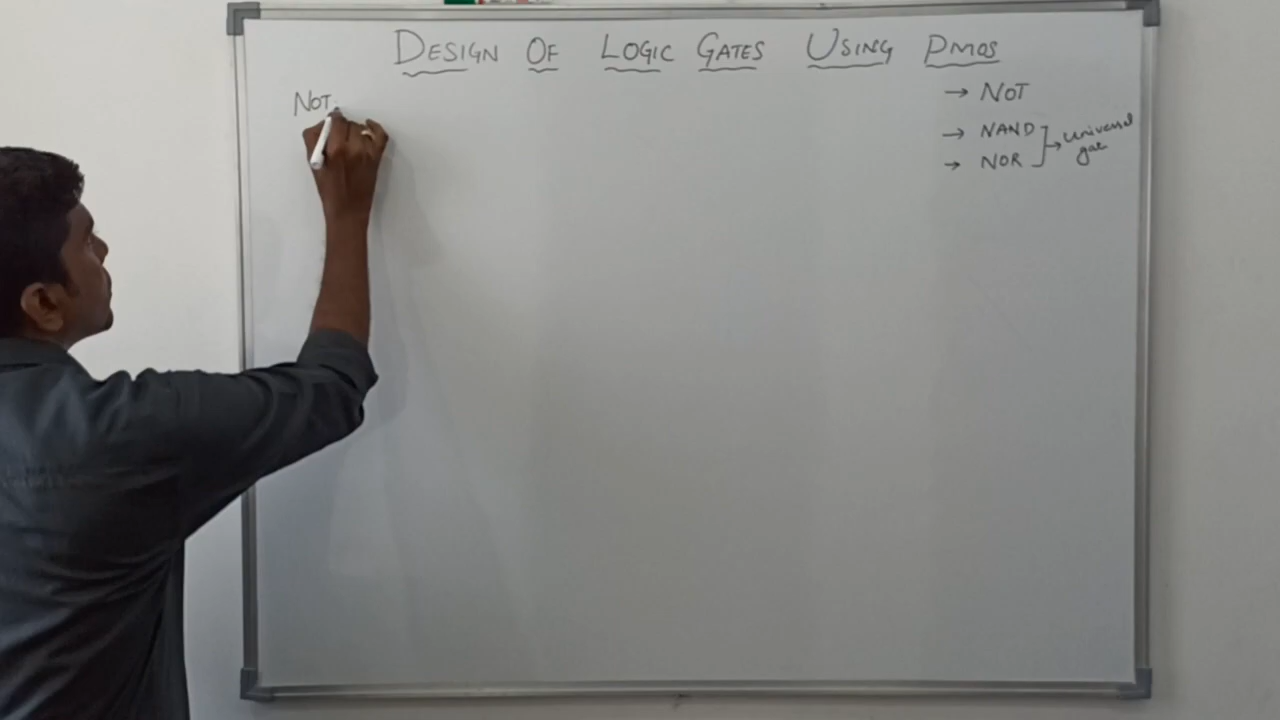 DESIGN OF LOGIC GATES USING PMOS
NOT
→ NOT
→ NAND
→ NOR
] → universal
gate